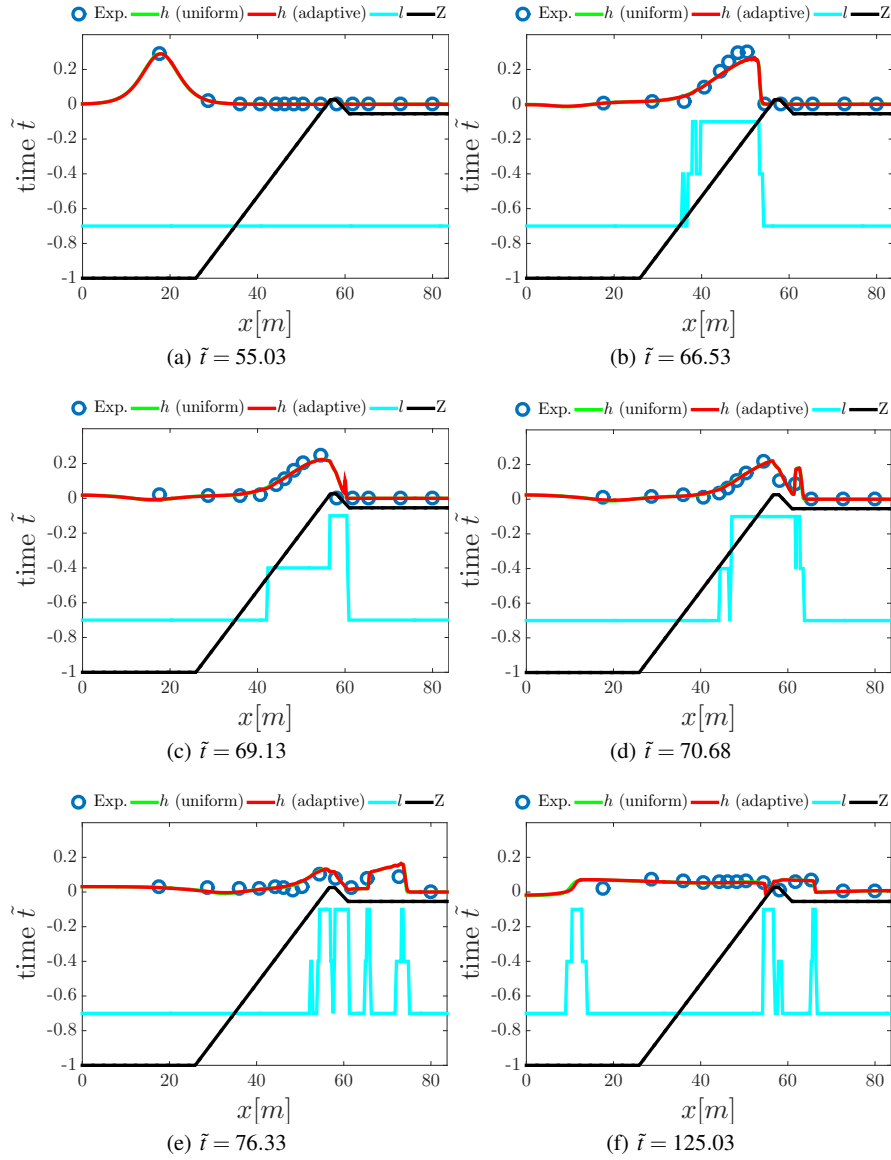 Exp. h (uniform) h (adaptive) l Z
0.2
0
-0.2
-0.4
-0.6
-0.8
-1
time t̃
0 20 40 60 80
x[m]
(a) t̃ = 55.03
Exp. h (uniform) h (adaptive) l Z
0.2
0
-0.2
-0.4
-0.6
-0.8
-1
time t̃
0 20 40 60 80
x[m]
(b) t̃ = 66.53
Exp. h (uniform) h (adaptive) l Z
0.2
0
-0.2
-0.4
-0.6
-0.8
-1
time t̃
0 20 40 60 80
x[m]
(c) t̃ = 69.13
Exp. h (uniform) h (adaptive) l Z
0.2
0
-0.2
-0.4
-0.6
-0.8
-1
time t̃
0 20 40 60 80
x[m]
(d) t̃ = 70.68
Exp. h (uniform) h (adaptive) l Z
0.2
0
-0.2
-0.4
-0.6
-0.8
-1
time t̃
0 20 40 60 80
x[m]
(e) t̃ = 76.33
Exp. h (uniform) h (adaptive) l Z
0.2
0
-0.2
-0.4
-0.6
-0.8
-1
time t̃
0 20 40 60 80
x[m]
(f) t̃ = 125.03